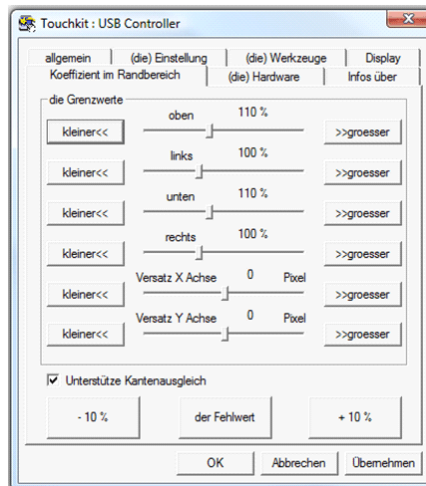 Touchkit : USB Controller
allgemein (die) Einstellung (die) Werkzeuge Display
Koeffizient im Randbereich (die) Hardware Infos über
die Grenzwerte
oben 110 %
kleiner<< >>groesser
links 100 %
kleiner<< >>groesser
unten 110 %
kleiner<< >>groesser
rechts 100 %
kleiner<< >>groesser
Versatz X Achse 0 Pixel
kleiner<< >>groesser
Versatz Y Achse 0 Pixel
kleiner<< >>groesser
Unterstütze Kantenausgleich
- 10 % der Fehlwert + 10 %
OK Abbrechen Übernehmen